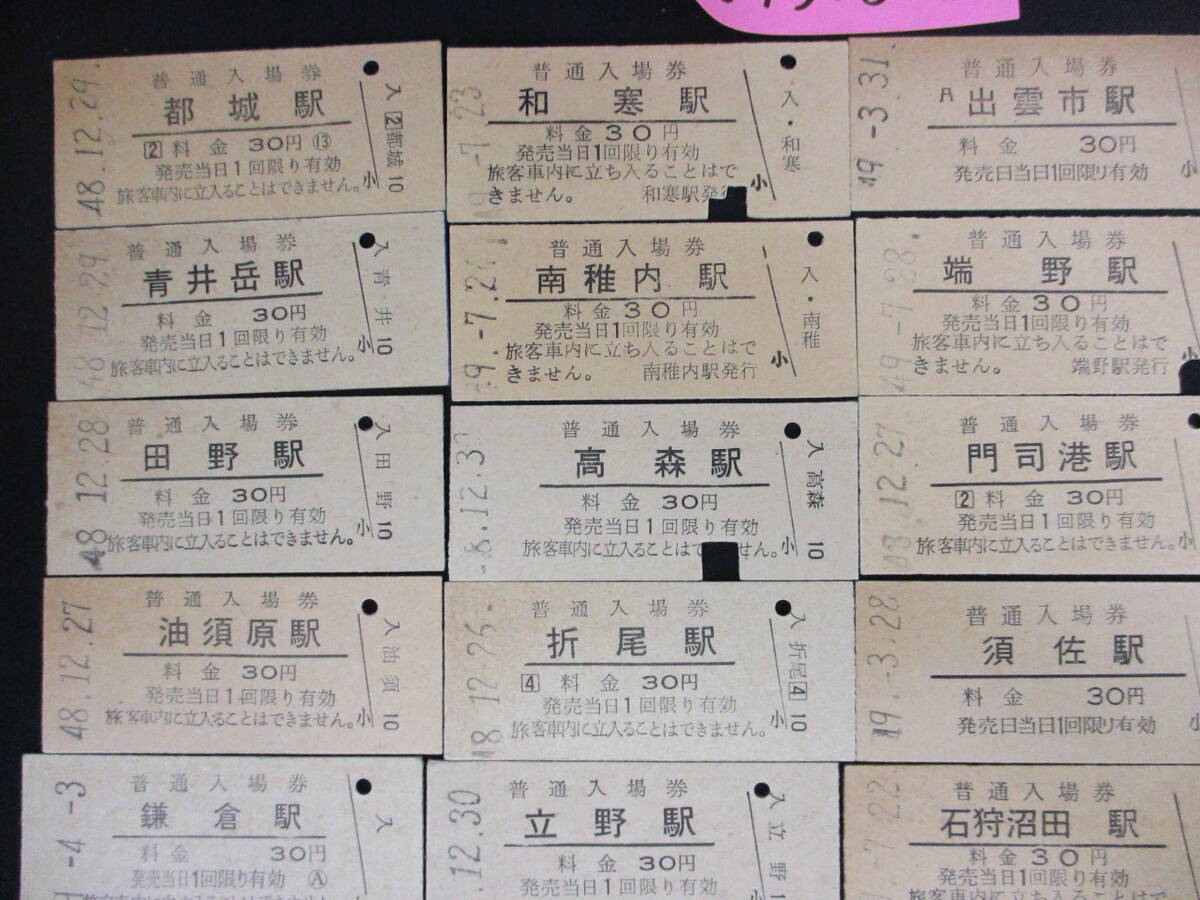 48.12.29.
普通入場券
都城駅
2 料金 30円 ⑬
発売当日1回限り有効
旅客車内に立入ることはできません。
小
入 2 都城 10
普通入場券
和寒駅
料金 30円
発売当日1回限り有効
旅客車内に立ち入ることはで
きません。 和寒駅発行
小
入・和寒
49.-3.31.
普通入場券
出雲市駅
料金 30円
発売日当日1回限り有効
小
48.12.29.
普通入場券
青井岳駅
料金 30円
発売当日1回限り有効
旅客車内に立入ることはできません。
小
入 青井 10
普通入場券
南稚内駅
料金 30円
発売当日1回限り有効
旅客車内に立ち入ることはで
きません。 南稚内駅発行
小
入・南稚
49.-7.28.
普通入場券
端野駅
料金 30円
発売当日1回限り有効
旅客車内に立ち入ることはで
きません。 端野駅発行
小
48.12.28
普通入場券
田野駅
料金 30円
発売当日1回限り有効
旅客車内に立入ることはできません。
小
入 田野 10
普通入場券
高森駅
料金 30円
発売当日1回限り有効
旅客車内に立入ることはできません。
小
入 高森 10
48.12.27.
普通入場券
門司港駅
2 料金 30円
発売当日1回限り有効
旅客車内に立入ることはできません。
小
48.12.27
普通入場券
油須原駅
料金 30円
発売当日1回限り有効
旅客車内に立入ることはできません。
小
入 油須 10
普通入場券
折尾駅
4 料金 30円
発売当日1回限り有効
旅客車内に立入ることはできません。
小
入 折尾 4 10
49.-3.28
普通入場券
須佐駅
料金 30円
発売日当日1回限り有効
小
-4.-3
普通入場券
鎌倉駅
料金 30円
発売当日1回限り有効 Ⓐ
入
12.30
普通入場券
立野駅
料金 30円
発売当日1回限り有効
入 立野
普通入場券
石狩沼田駅
料金 30円
発売当日1回限り有効